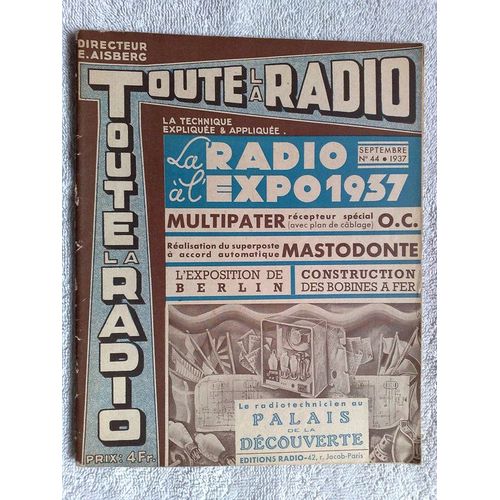 DIRECTEUR
E. AISBERG
TOUTE LA RADIO
TOUTE LA RADIO
LA TECHNIQUE
EXPLIQUÉE & APPLIQUÉE.
SEPTEMBRE
N° 44 • 1937
La RADIO
à l'EXPO 1937
MULTIPATER récepteur spécial (avec plan de câblage) O.C.
Réalisation du superposte
à accord automatique MASTODONTE
L'EXPOSITION DE
BERLIN
CONSTRUCTION
DES BOBINES A FER
Le radiotechnicien au
PALAIS
DE LA
DÉCOUVERTE
EDITIONS RADIO-42, r. Jacob-Paris
PRIX: 4 Fr.